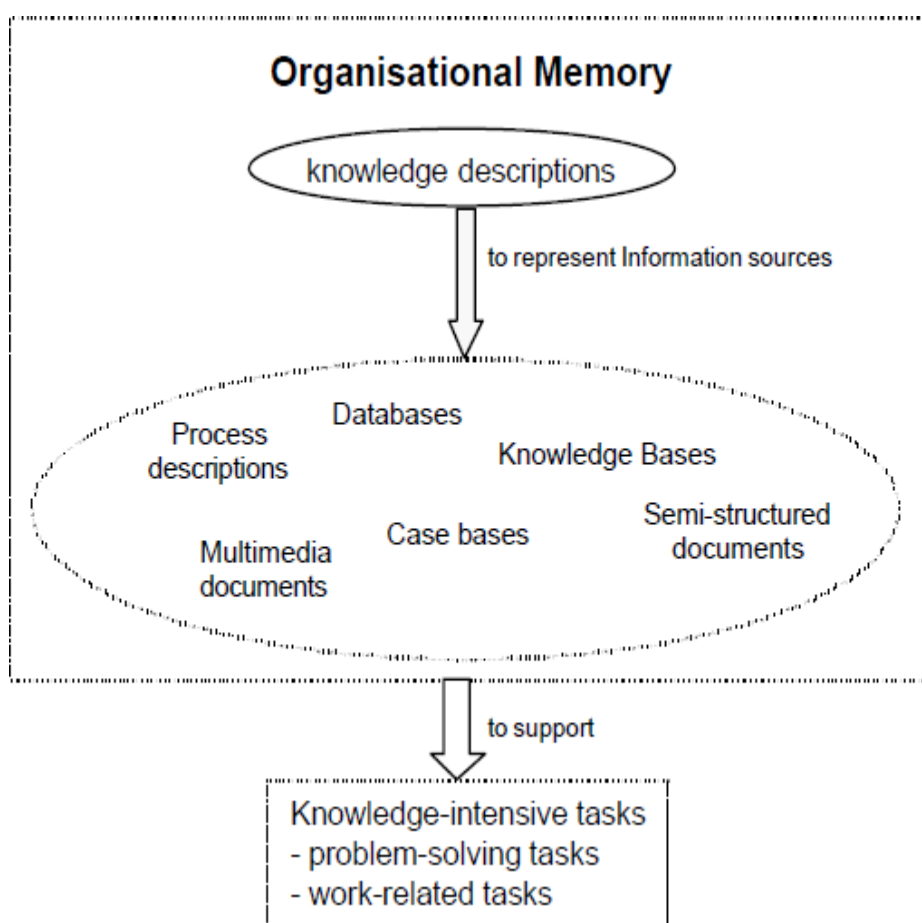 Organisational Memory
knowledge descriptions
to represent Information sources
Databases
Process
descriptions
Knowledge Bases
Case bases
Semi-structured
documents
Multimedia
documents
to support
Knowledge-intensive tasks
- problem-solving tasks
- work-related tasks